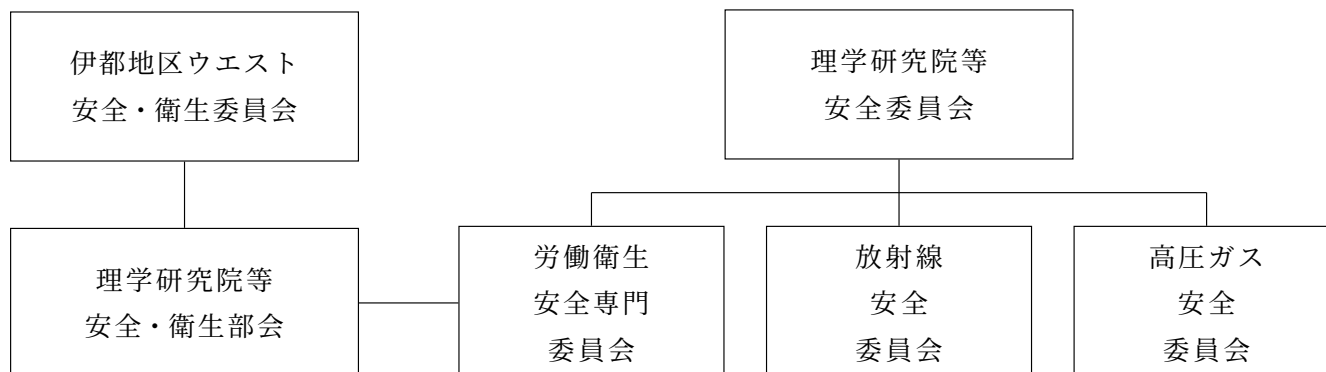 伊都地区ウエスト
安全・衛生委員会
理学研究院等
安全委員会
理学研究院等
安全・衛生部会
労働衛生
安全専門
委員会
放射線
安全
委員会
高圧ガス
安全
委員会